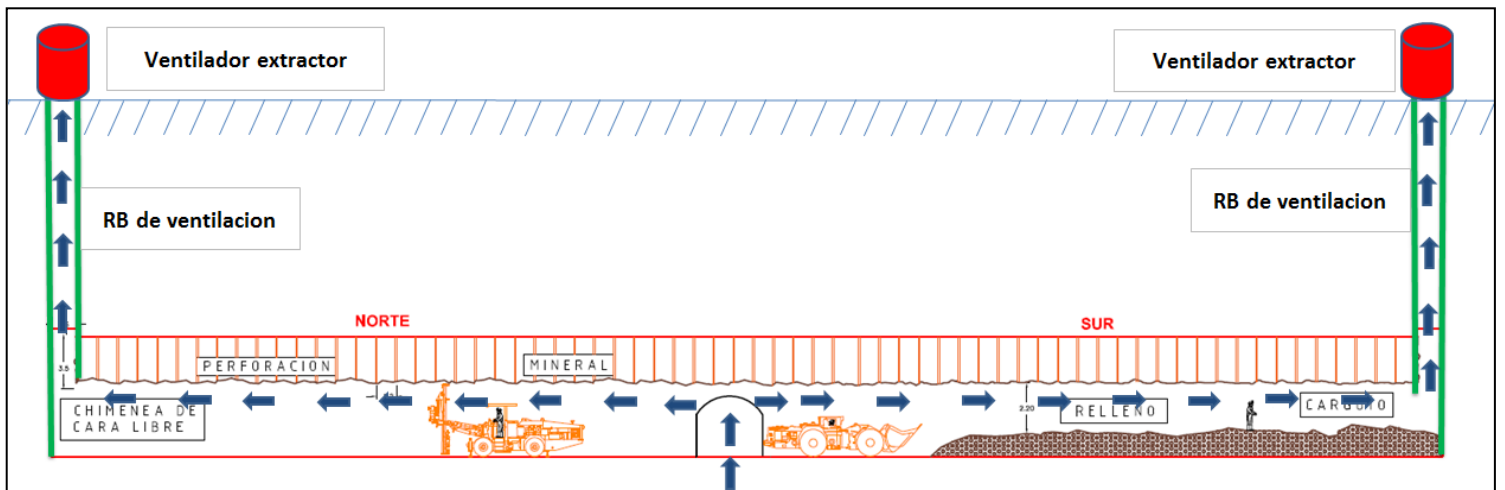 Ventilador extractor
Ventilador extractor
RB de ventilacion
RB de ventilacion
NORTE
SUR
3.5
PERFORACION
MINERAL
CHIMENEA DE
CARA LIBRE
2.20
RELLENO
CARGUIO